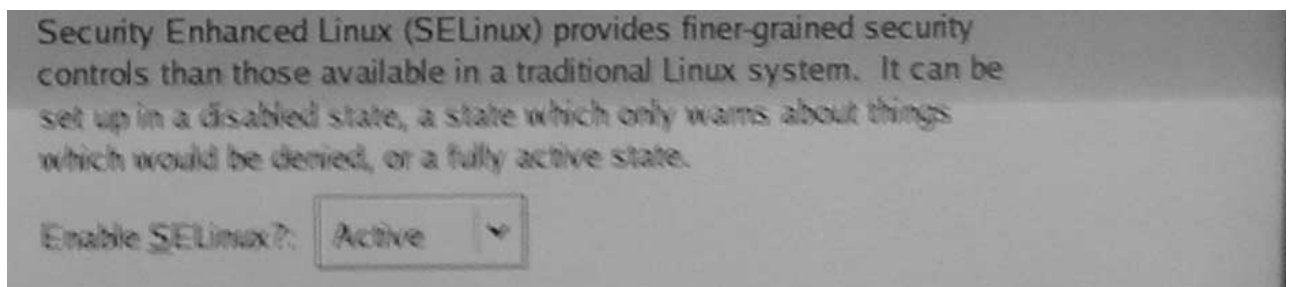 Security Enhanced Linux (SELinux) provides finer-grained security
controls than those available in a traditional Linux system. It can be
set up in a disabled state, a state which only warns about things
which would be denied, or a fully active state.
Enable SELinux?: Active